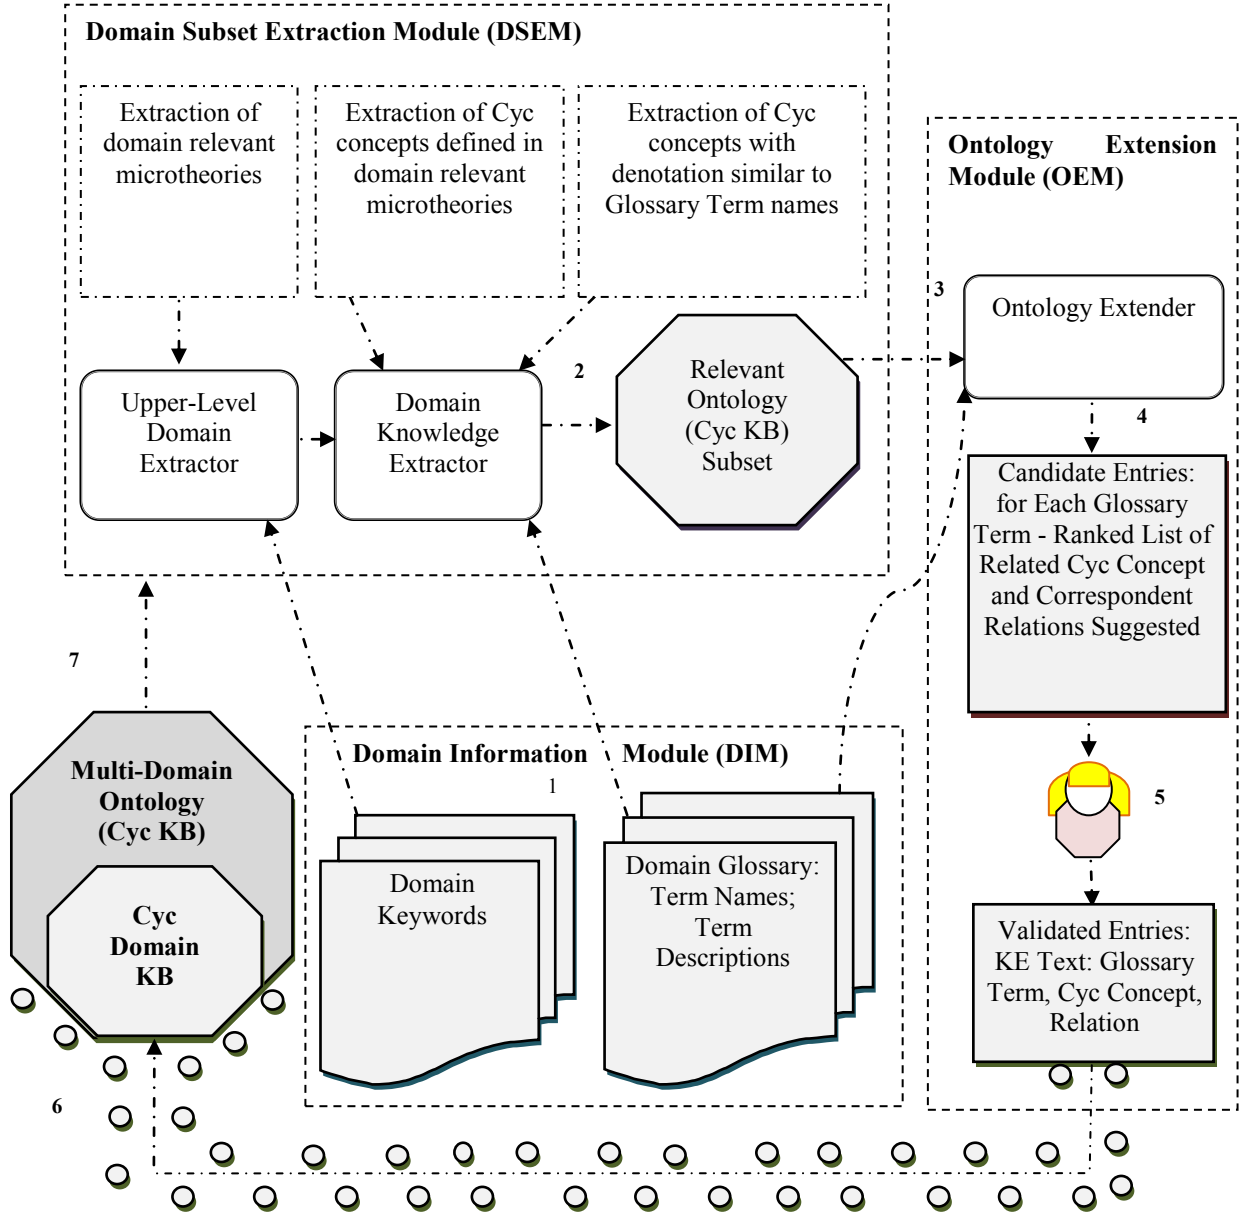 Domain Subset Extraction Module (DSEM)
Extraction of
domain relevant
microtheories
Extraction of Cyc
concepts defined in
domain relevant
microtheories
Extraction of Cyc
concepts with
denotation similar to
Glossary Term names
Upper-Level
Domain
Extractor
Domain
Knowledge
Extractor
2
Relevant
Ontology
(Cyc KB)
Subset
Ontology Extension
Module (OEM)
3
Ontology Extender
4
Candidate Entries:
for Each Glossary
Term - Ranked List of
Related Cyc Concept
and Correspondent
Relations Suggested
5
Validated Entries:
KE Text: Glossary
Term, Cyc Concept,
Relation
7
Multi-Domain
Ontology
(Cyc KB)
Cyc
Domain
KB
6
Domain Information Module (DIM)
1
Domain
Keywords
Domain Glossary:
Term Names;
Term
Descriptions